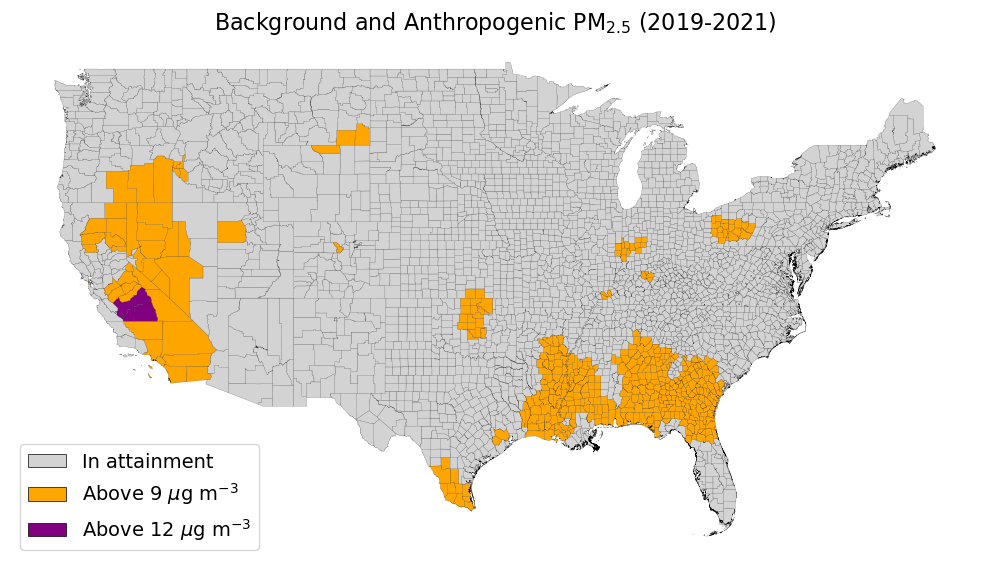 Background and Anthropogenic PM₂.₅ (2019-2021)
In attainment
Above 9 μg m⁻³
Above 12 μg m⁻³